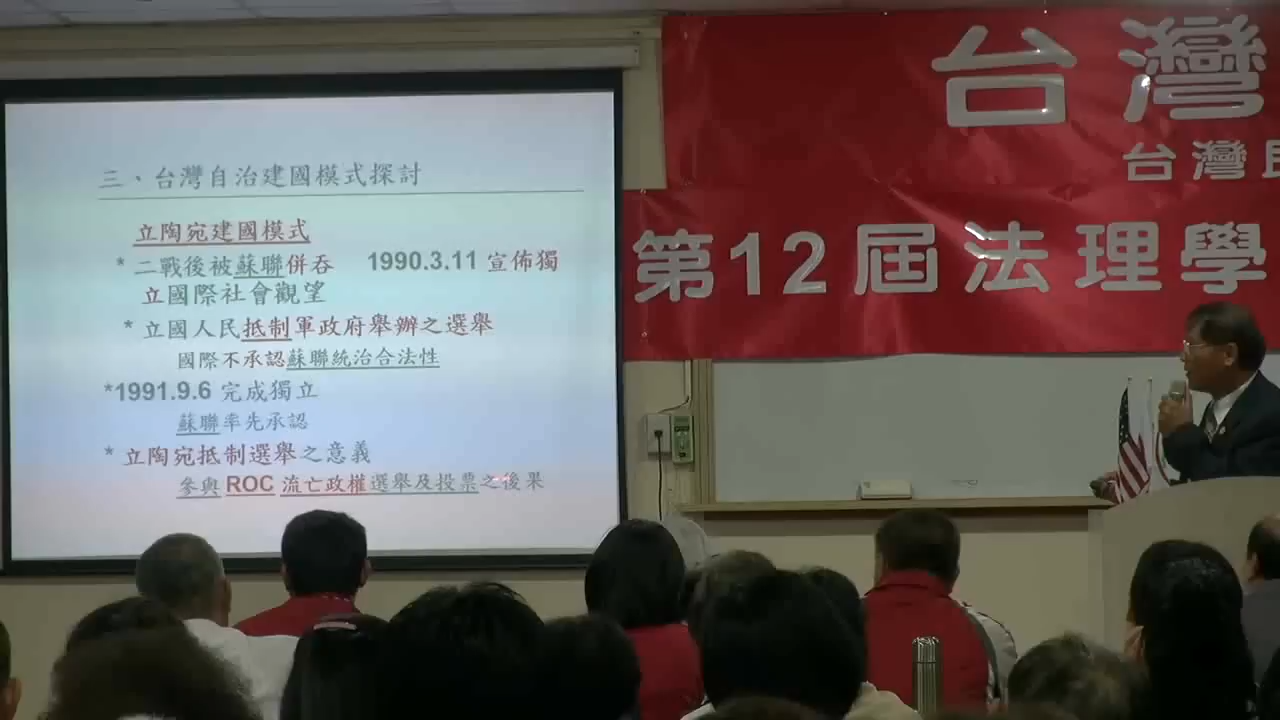 三、台灣自治建國模式探討
立陶宛建國模式
* 二戰後被蘇聯併吞 1990.3.11 宣佈獨
立國際社會觀望
* 立國人民抵制軍政府舉辦之選舉
國際不承認蘇聯統治合法性
*1991.9.6 完成獨立
蘇聯率先承認
* 立陶宛抵制選舉之意義
參與 ROC 流亡政權選舉及投票之後果
台灣
台灣民
第12屆法理學